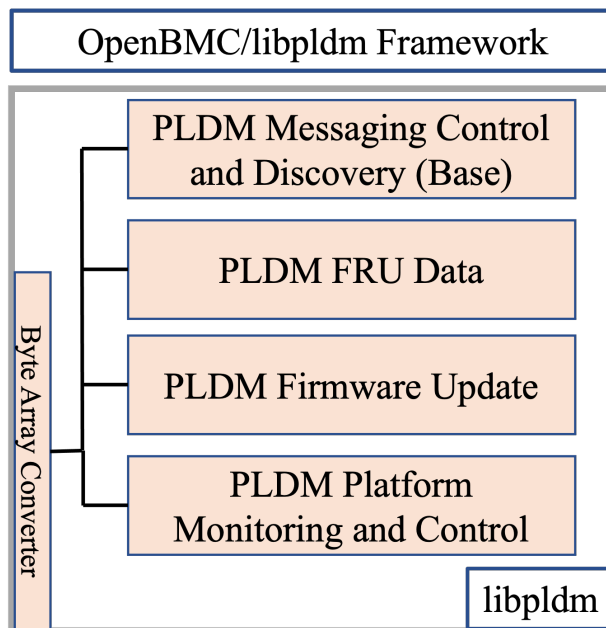 OpenBMC/libpldm Framework
PLDM Messaging Control
and Discovery (Base)
PLDM FRU Data
PLDM Firmware Update
PLDM Platform
Monitoring and Control
Byte Array Converter
libpldm